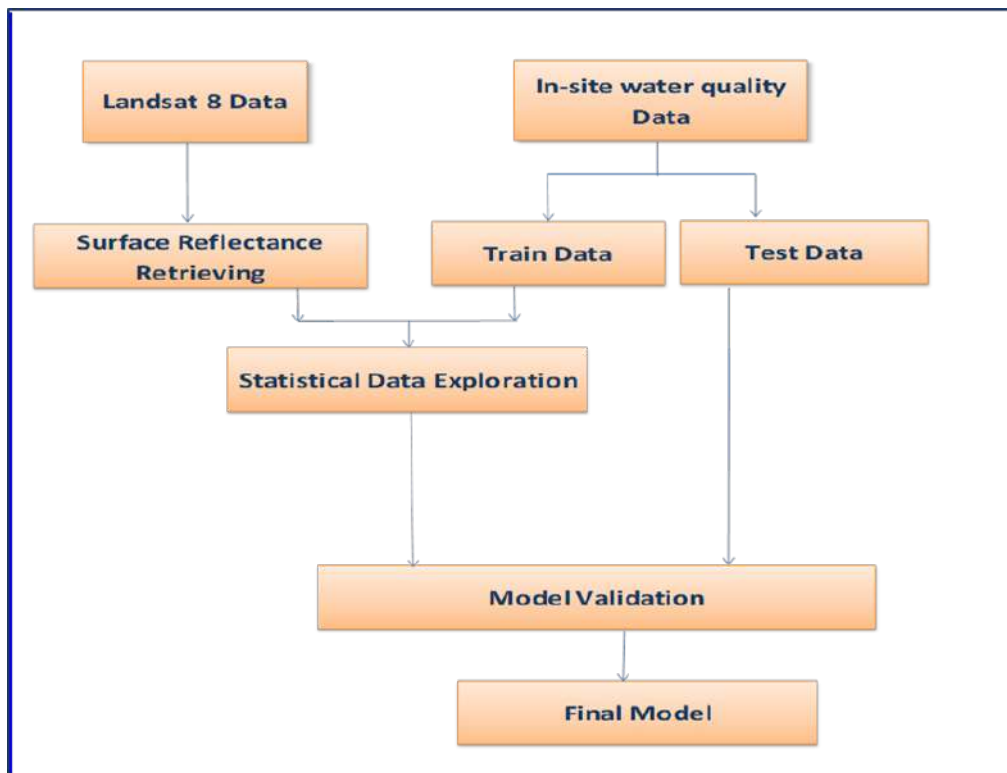 Landsat 8 Data
In-site water quality
Data
Surface Reflectance
Retrieving
Train Data
Test Data
Statistical Data Exploration
Model Validation
Final Model